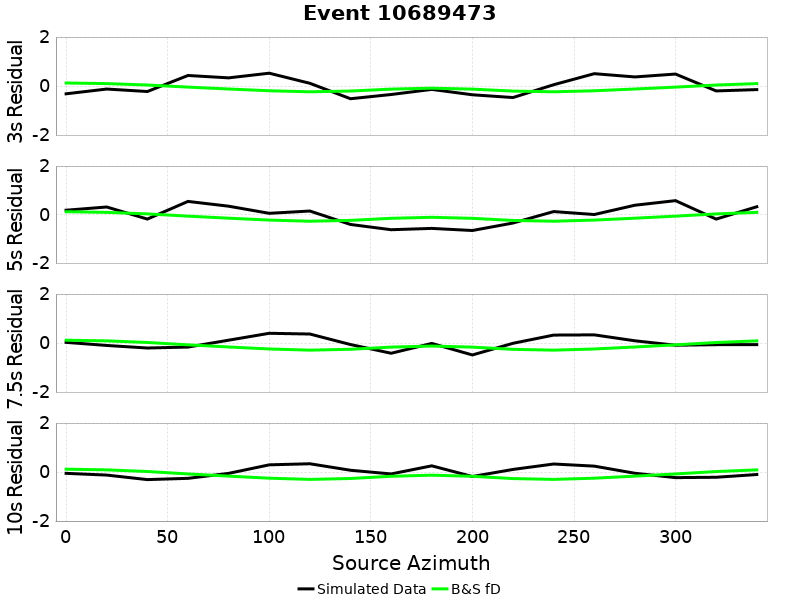 Event 10689473
3s Residual
2
0
-2
5s Residual
2
0
-2
7.5s Residual
2
0
-2
10s Residual
2
0
-2
0 50 100 150 200 250 300
Source Azimuth
Simulated Data B&S fD